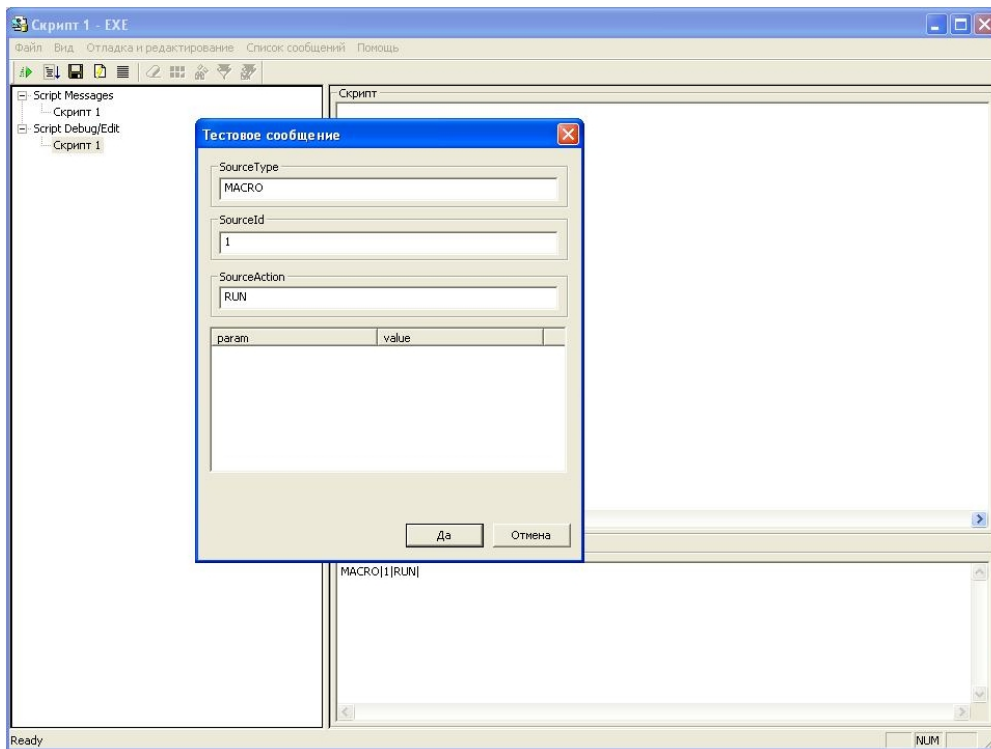 Скрипт 1 - EXE
Файл Вид Отладка и редактирование Список сообщений Помощь
Script Messages
Скрипт 1
Script Debug/Edit
Скрипт 1
Скрипт
Тестовое сообщение
SourceType
MACRO
SourceId
1
SourceAction
RUN
param value
Да Отмена
MACRO|1|RUN|
Ready NUM